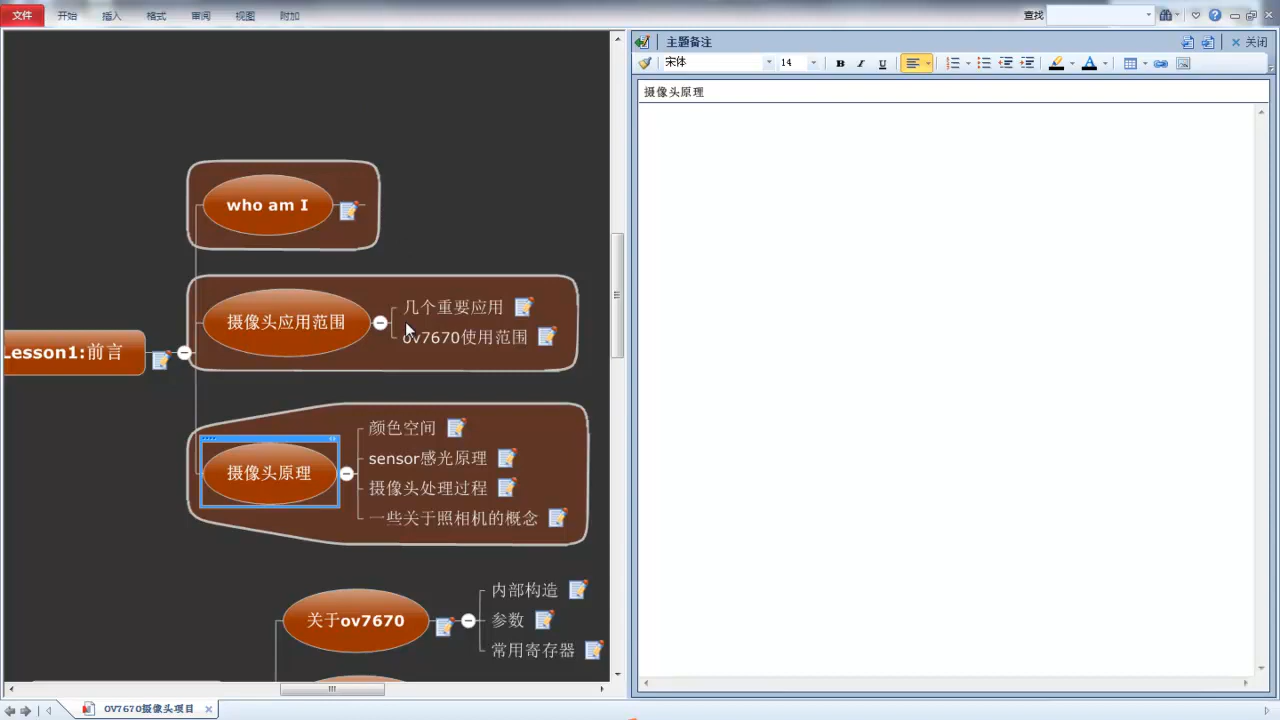 文件 开始 插入 格式 审阅 视图 附加 查找
主题备注 关闭
宋体 14 B I U A
摄像头原理
who am I
摄像头应用范围
几个重要应用
ov7670使用范围
Lesson1:前言
摄像头原理
颜色空间
sensor感光原理
摄像头处理过程
一些关于照相机的概念
关于ov7670
内部构造
参数
常用寄存器
OV7670摄像头项目